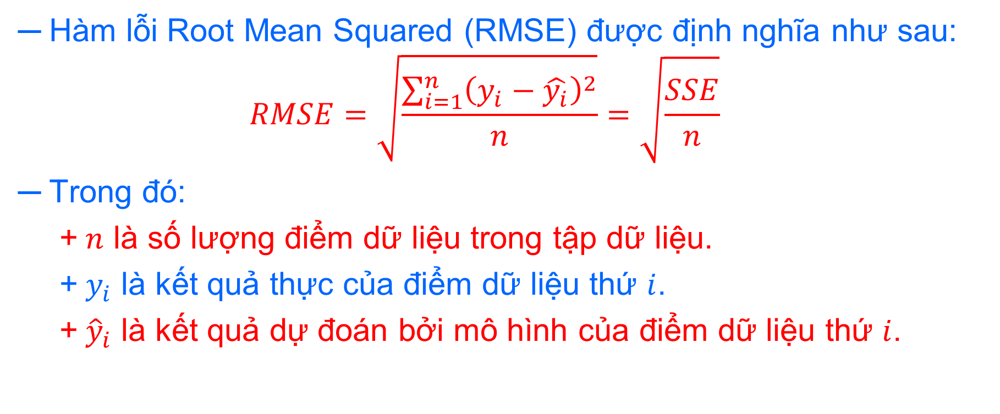 — Hàm lỗi Root Mean Squared (RMSE) được định nghĩa như sau:
$RMSE = \sqrt{\frac{\sum_{i=1}^{n}(y_i - \widehat{y_i})^2}{n}} = \sqrt{\frac{SSE}{n}}$
— Trong đó:
+ $n$ là số lượng điểm dữ liệu trong tập dữ liệu.
+ $y_i$ là kết quả thực của điểm dữ liệu thứ $i$.
+ $\hat{y}_i$ là kết quả dự đoán bởi mô hình của điểm dữ liệu thứ $i$.